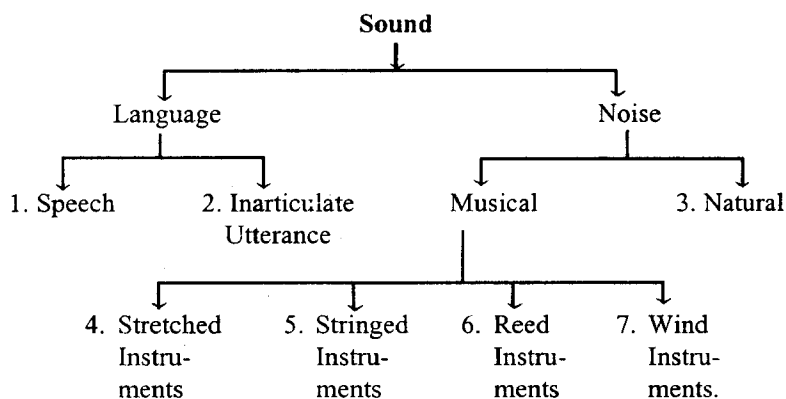 Sound
Language Noise
1. Speech 2. Inarticulate Musical 3. Natural
Utterance
4. Stretched 5. Stringed 6. Reed 7. Wind
Instru- Instru- Instru- Instru-
ments ments ments ments.